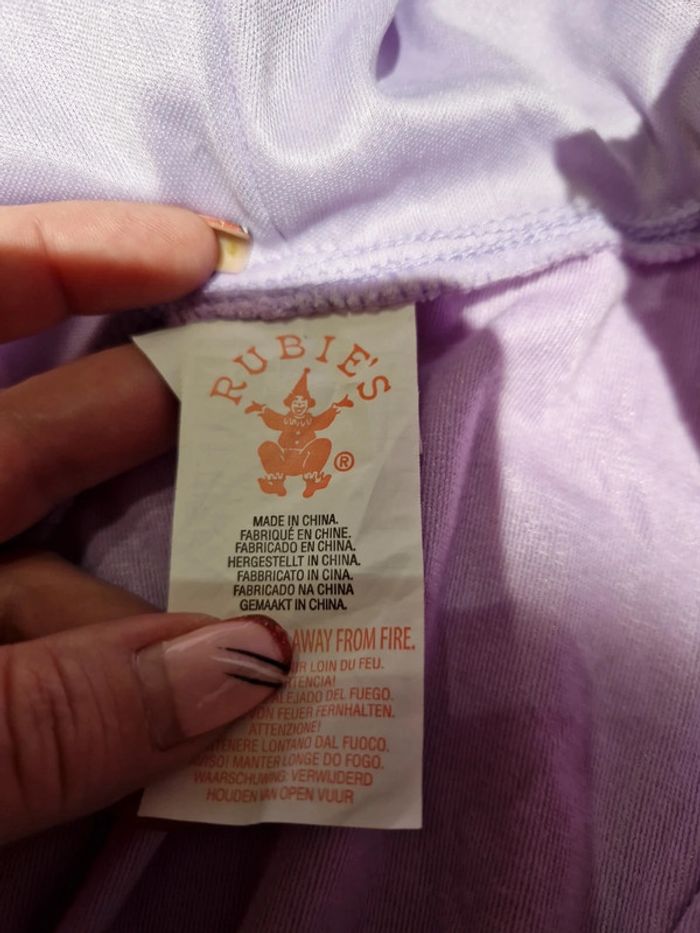 RUBIE'S
®
MADE IN CHINA.
FABRIQUÉ EN CHINE.
FABRICADO EN CHINA.
HERGESTELLT IN CHINA.
FABBRICATO IN CINA.
FABRICADO NA CHINA
GEMAAKT IN CHINA.
AWAY FROM FIRE.
LOIN DU FEU.
DEL FUEGO.
VON FEUER FERNHALTEN.
ATTENZIONE!
LONTANO DAL FUOCO.
MANTER LONGE DO FOGO.
WAARSCHUWING: VERWIJDERD
HOUDEN VAN OPEN VUUR